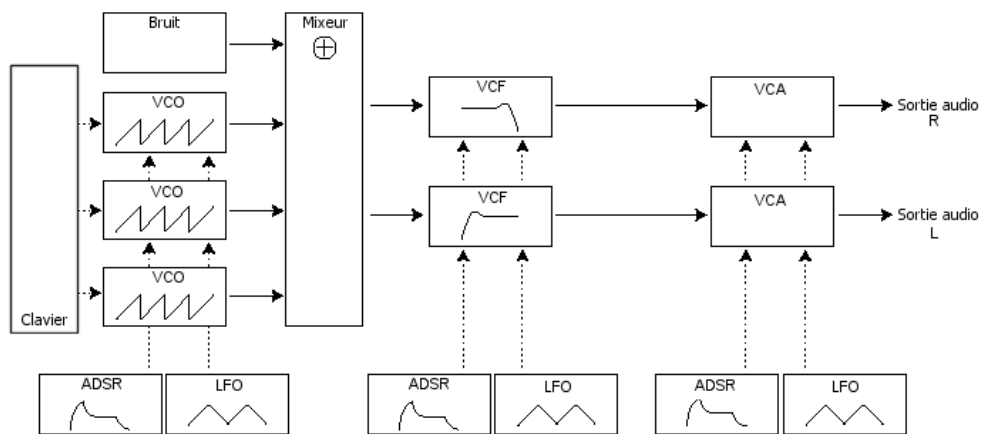 Bruit
Mixeur
VCO
VCF
VCA
Sortie audio
R
VCO
VCF
VCA
Sortie audio
L
VCO
Clavier
ADSR
LFO
ADSR
LFO
ADSR
LFO